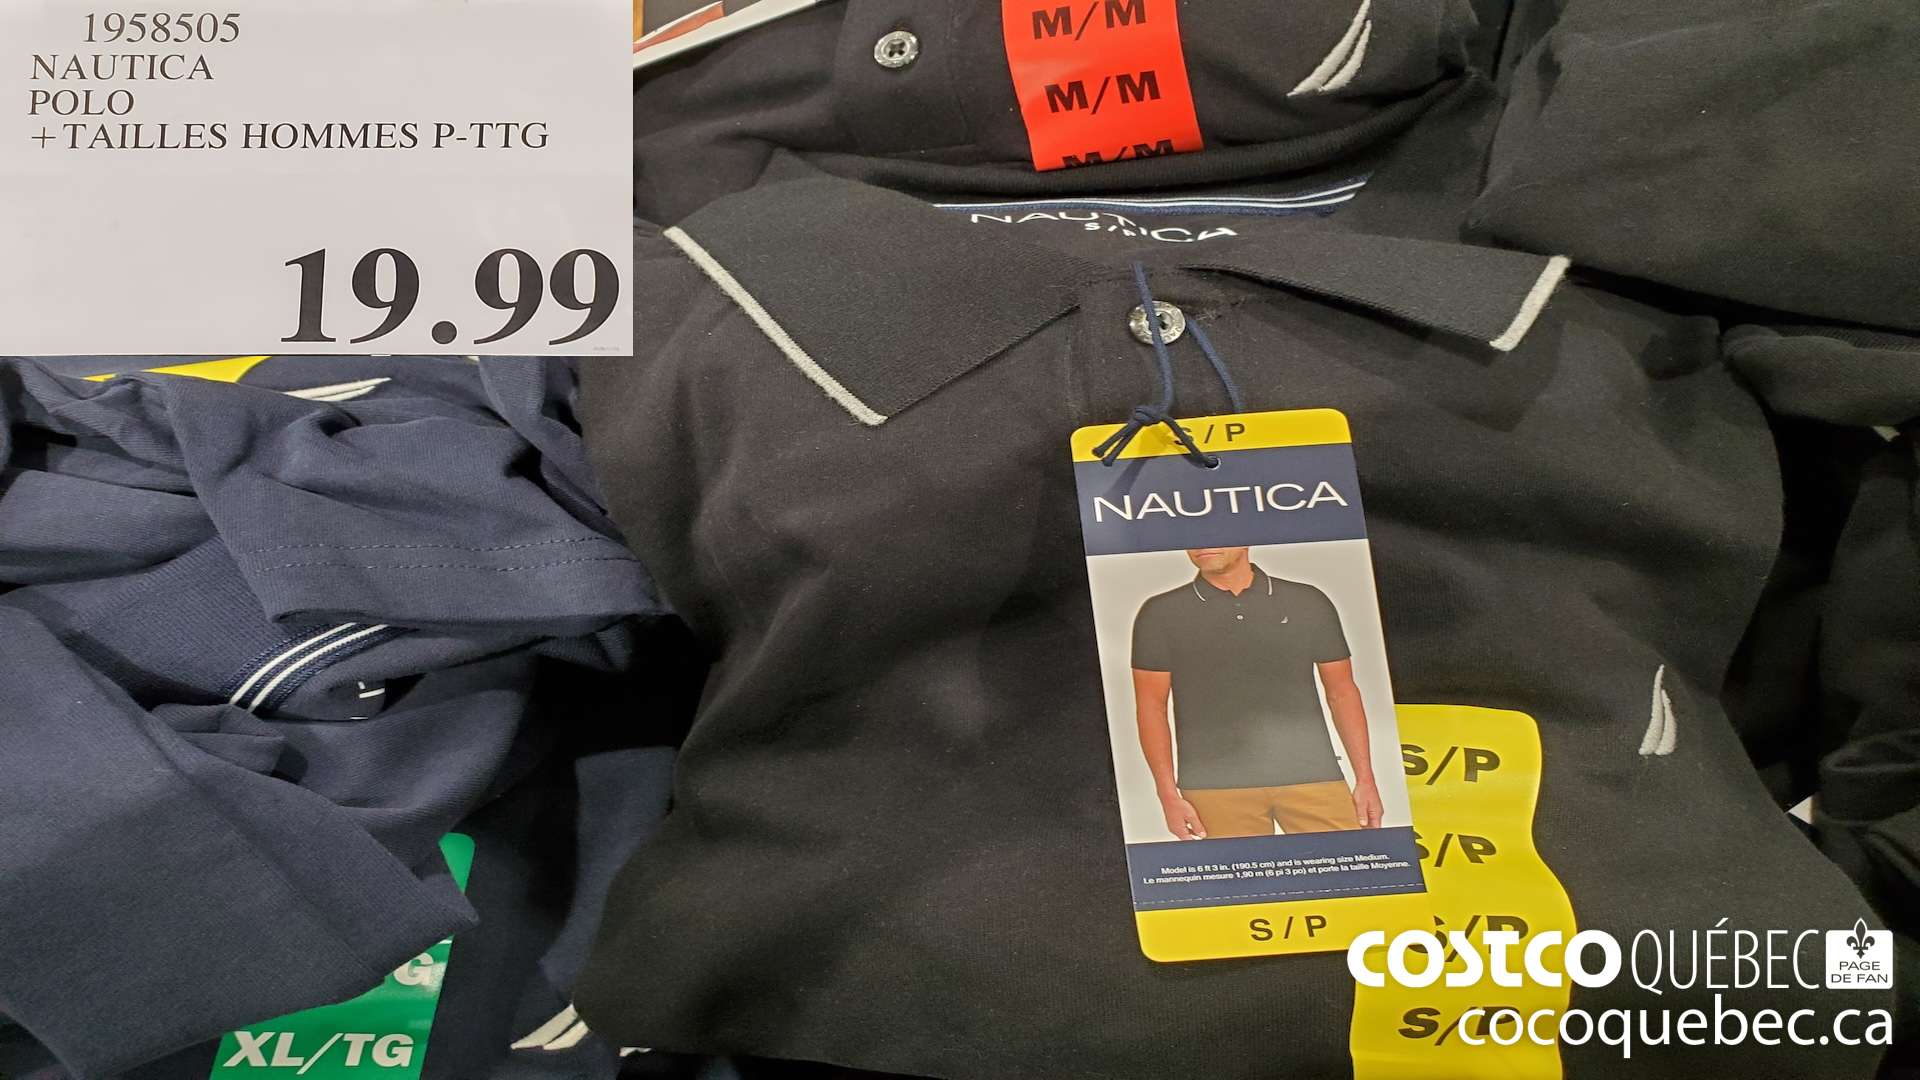 1958505
NAUTICA
POLO
+TAILLES HOMMES P-TTG
19.99
M/M
M/M
M/M
NAUTICA
S/P
S/P
NAUTICA
Model is 6 ft 3 in. (190.5 cm) and is wearing size Medium.
Le mannequin mesure 1,90 m (6 pi 3 po) et porte la taille Moyenne.
S/P
S/P
S/P
S/P
S/P
XL/TG
COSTCO QUÉBEC
PAGE
DE FAN
cocoquebec.ca